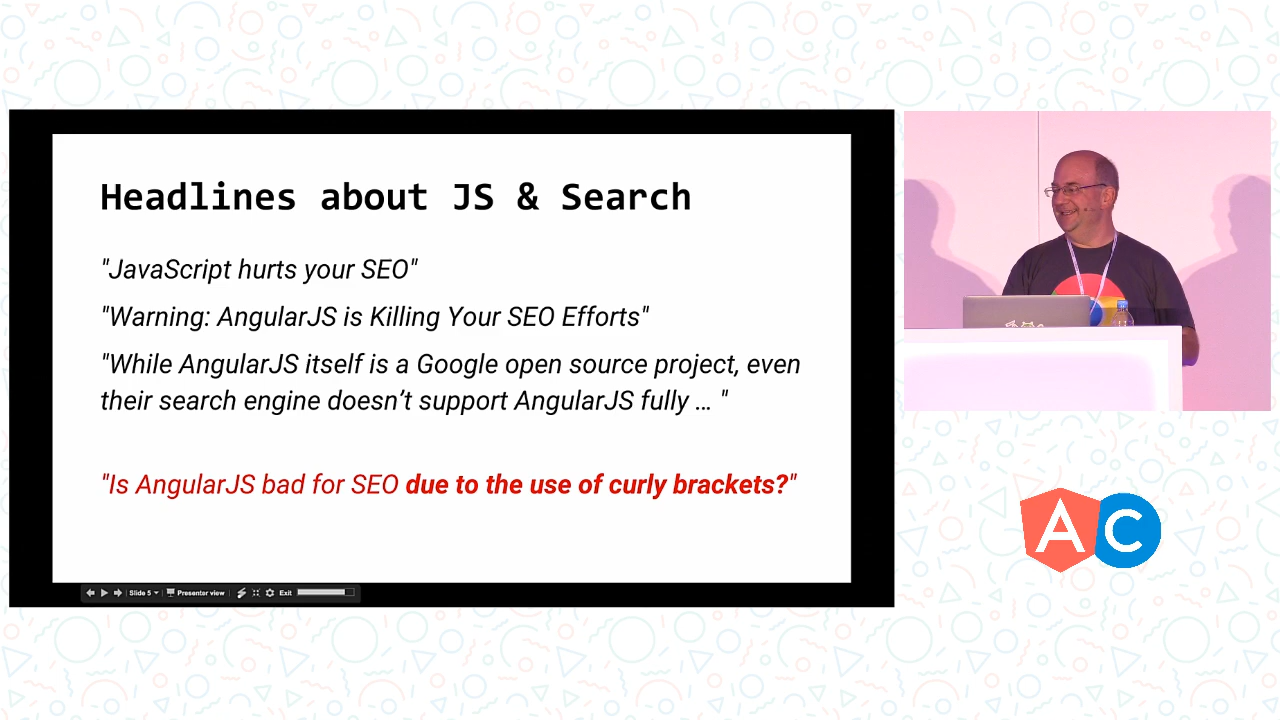 Headlines about JS & Search
"JavaScript hurts your SEO"
"Warning: AngularJS is Killing Your SEO Efforts"
"While AngularJS itself is a Google open source project, even
their search engine doesn’t support AngularJS fully … "
"Is AngularJS bad for SEO due to the use of curly brackets?"
Slide 5 Presenter view Exit
AC